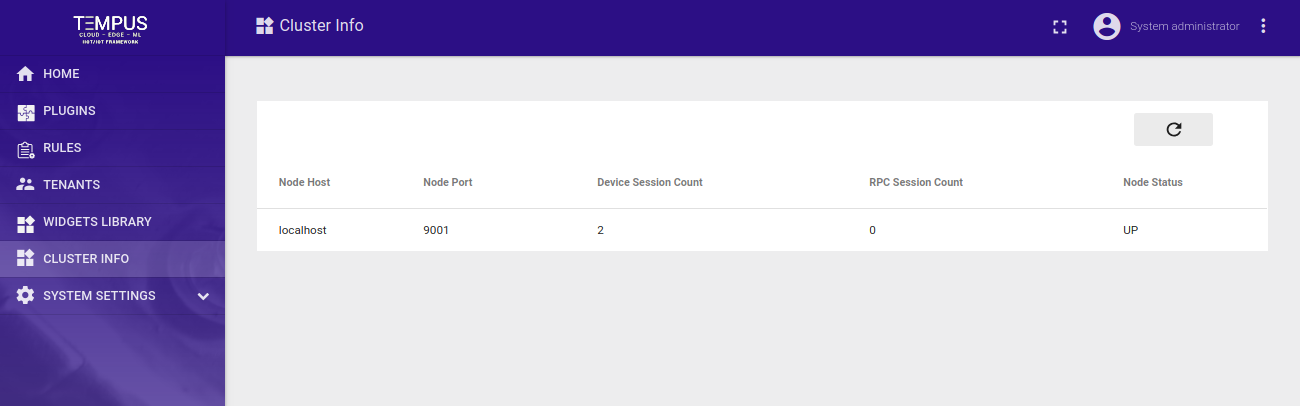 TEMPUS
CLOUD - EDGE - ML
IIOT/IOT FRAMEWORK
Cluster Info
System administrator
HOME
PLUGINS
RULES
TENANTS
WIDGETS LIBRARY
CLUSTER INFO
SYSTEM SETTINGS
Node Host Node Port Device Session Count RPC Session Count Node Status
localhost 9001 2 0 UP